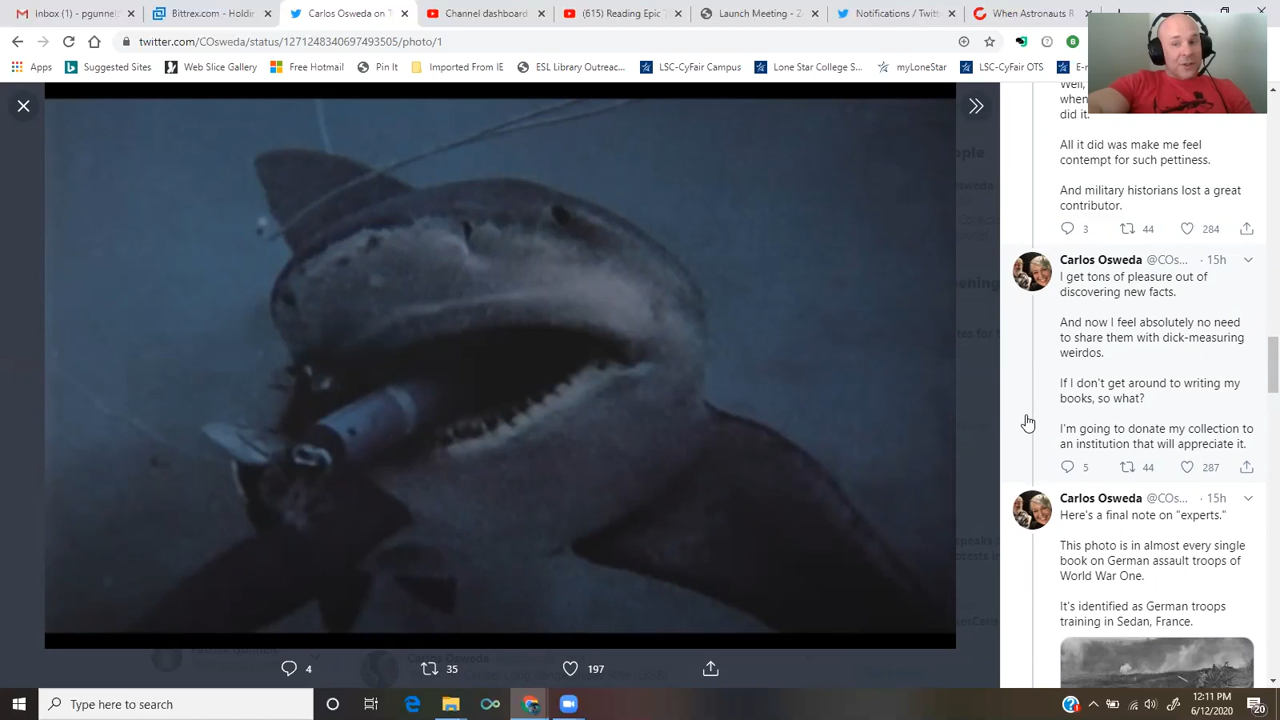 Twitter / Home
Bittrex.com - Holdi
Carlos Osweda on T
Channel dashboard
(615) Reading Epic T
Launch Meeting - Z
Notifications / Twitt
When Astronauts R
twitter.com/COsweda/status/1271248340697493505/photo/1
Apps
Suggested Sites
Web Slice Gallery
Free Hotmail
Pin It
Imported From IE
ESL Library Outreac...
LSC-CyFair Campus
Lone Star College S...
myLoneStar
LSC-CyFair OTS
Well,
when
did it.
All it did was make me feel
contempt for such pettiness.
And military historians lost a great
contributor.
3 44 284
Carlos Osweda @COs... · 15h
I get tons of pleasure out of
discovering new facts.
And now I feel absolutely no need
to share them with dick-measuring
weirdos.
If I don't get around to writing my
books, so what?
I'm going to donate my collection to
an institution that will appreciate it.
5 44 287
Carlos Osweda @COs... · 15h
Here's a final note on "experts."
This photo is in almost every single
book on German assault troops of
World War One.
It's identified as German troops
training in Sedan, France.
4 35 197
Type here to search
12:11 PM
6/12/2020
20